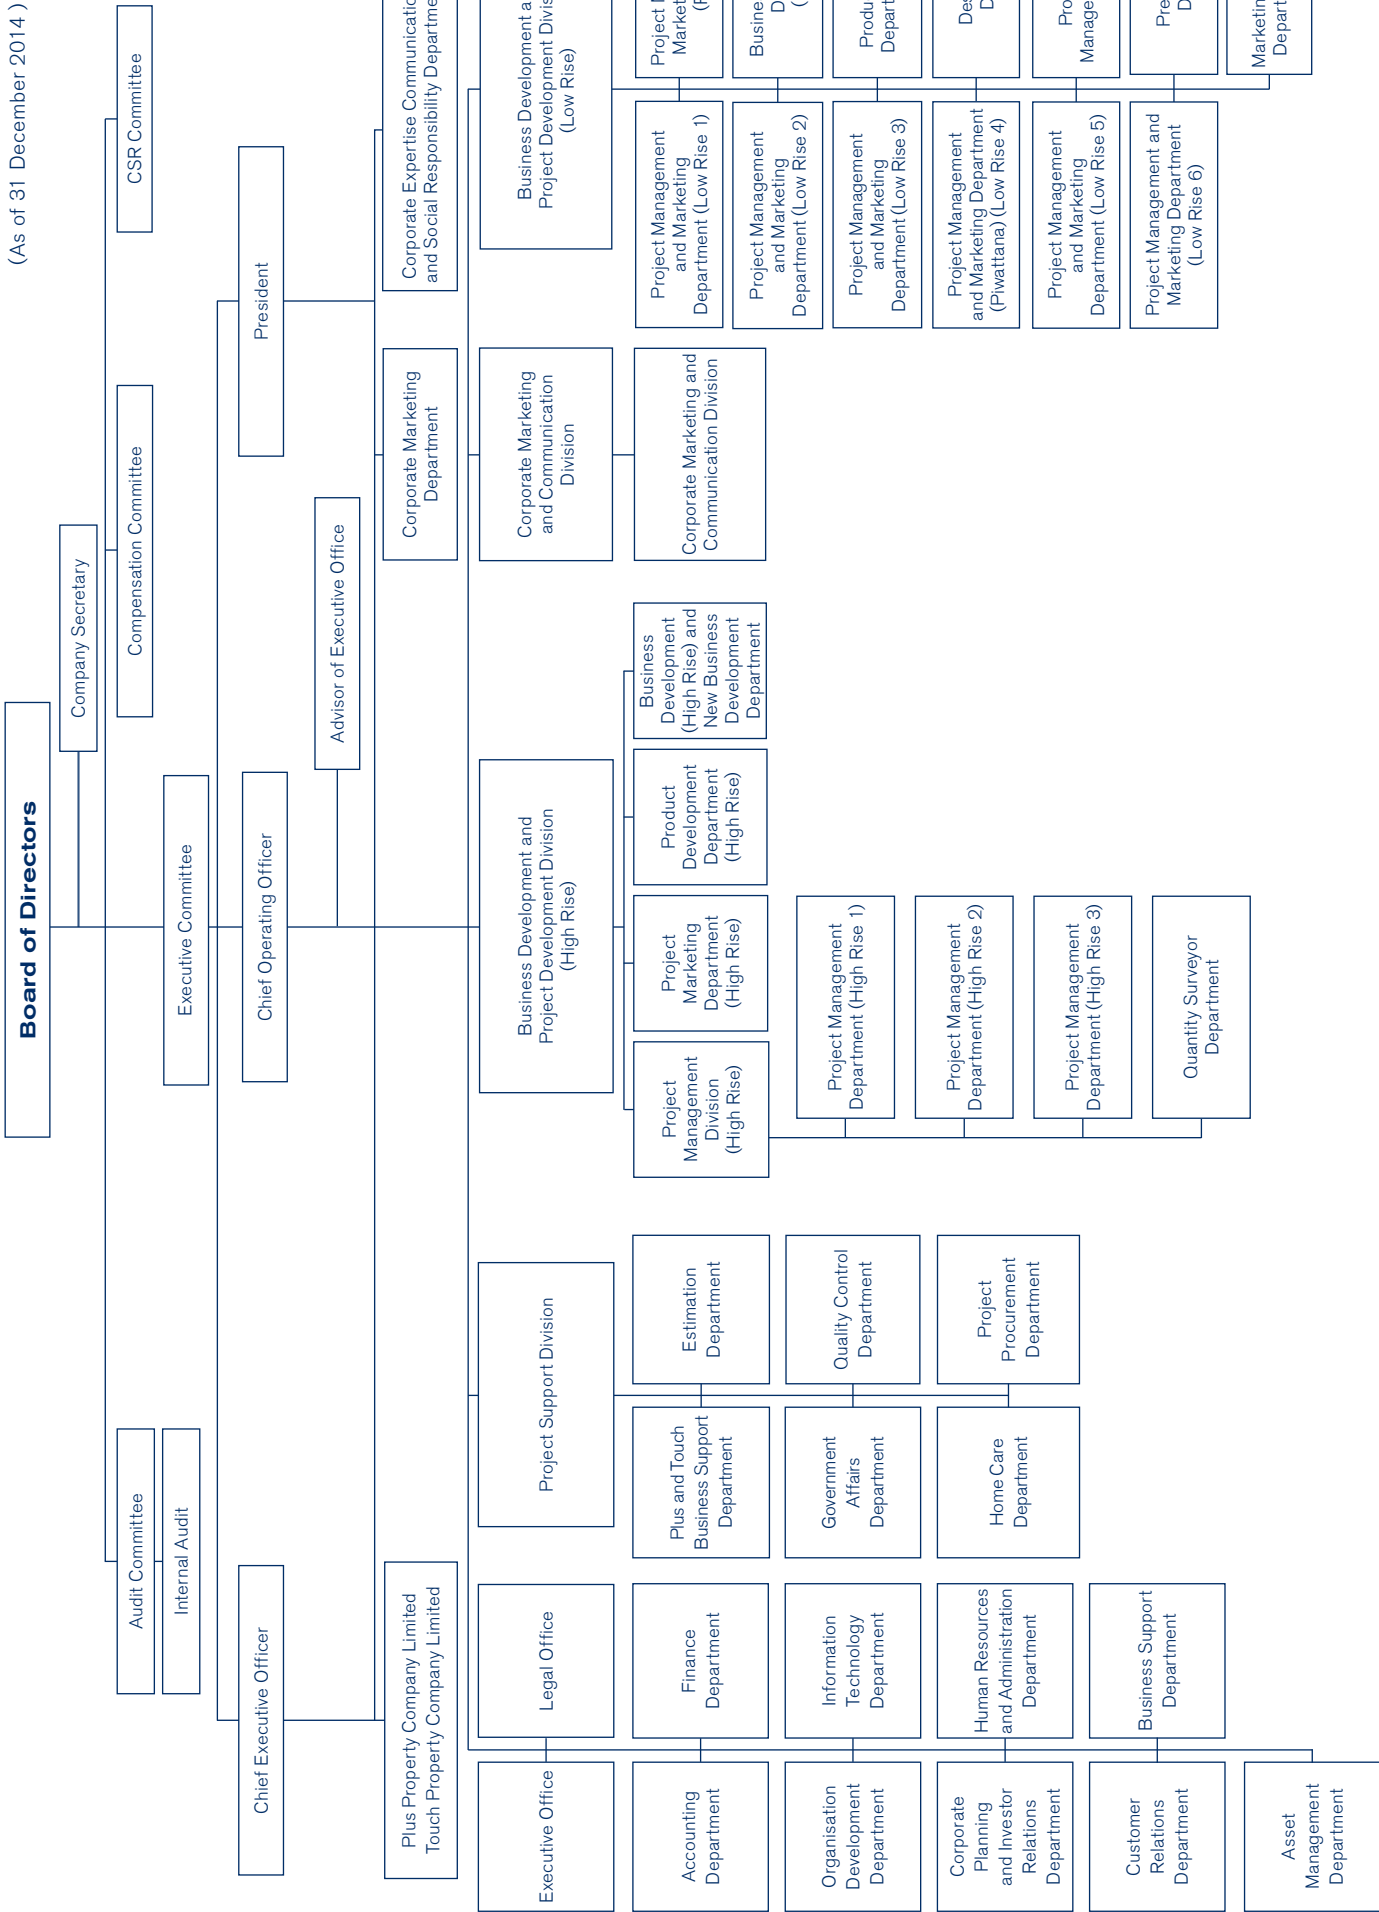 (As of 31 December 2014 )
Board of Directors
Company Secretary
Audit Committee
Internal Audit
Compensation Committee
CSR Committee
Executive Committee
Chief Executive Officer
Chief Operating Officer
President
Advisor of Executive Office
Plus Property Company Limited
Touch Property Company Limited
Corporate Marketing
Department
Corporate Expertise
and Social Responsibility
Executive Office
Legal Office
Accounting
Department
Finance
Department
Organisation
Development
Department
Information
Technology
Department
Corporate
Planning
and Investor
Relations
Department
Human Resources
and Administration
Department
Customer
Relations
Department
Business Support
Department
Asset
Management
Department
Project Support Division
Plus and Touch
Business Support
Department
Estimation
Department
Government
Affairs
Department
Quality Control
Department
Home Care
Department
Project
Procurement
Department
Business Development and
Project Development Division
(High Rise)
Project
Management
Division
(High Rise)
Project
Marketing
Department
(High Rise)
Product
Development
Department
(High Rise)
Business
Development
(High Rise) and
New Business
Development
Department
Project Management
Department (High Rise 1)
Project Management
Department (High Rise 2)
Project Management
Department (High Rise 3)
Quantity Surveyor
Department
Corporate Marketing
and Communication
Division
Corporate Marketing and
Communication Division
Business Development
Project Development
(Low Rise)
Project Management
and Marketing
Department (Low Rise 1)
Project Management
and Marketing
Department (Low Rise 2)
Project Management
and Marketing
Department (Low Rise 3)
Project Management
and Marketing Department
(Piwattana) (Low Rise 4)
Project Management
and Marketing
Department (Low Rise 5)
Project Management and
Marketing Department
(Low Rise 6)
Project